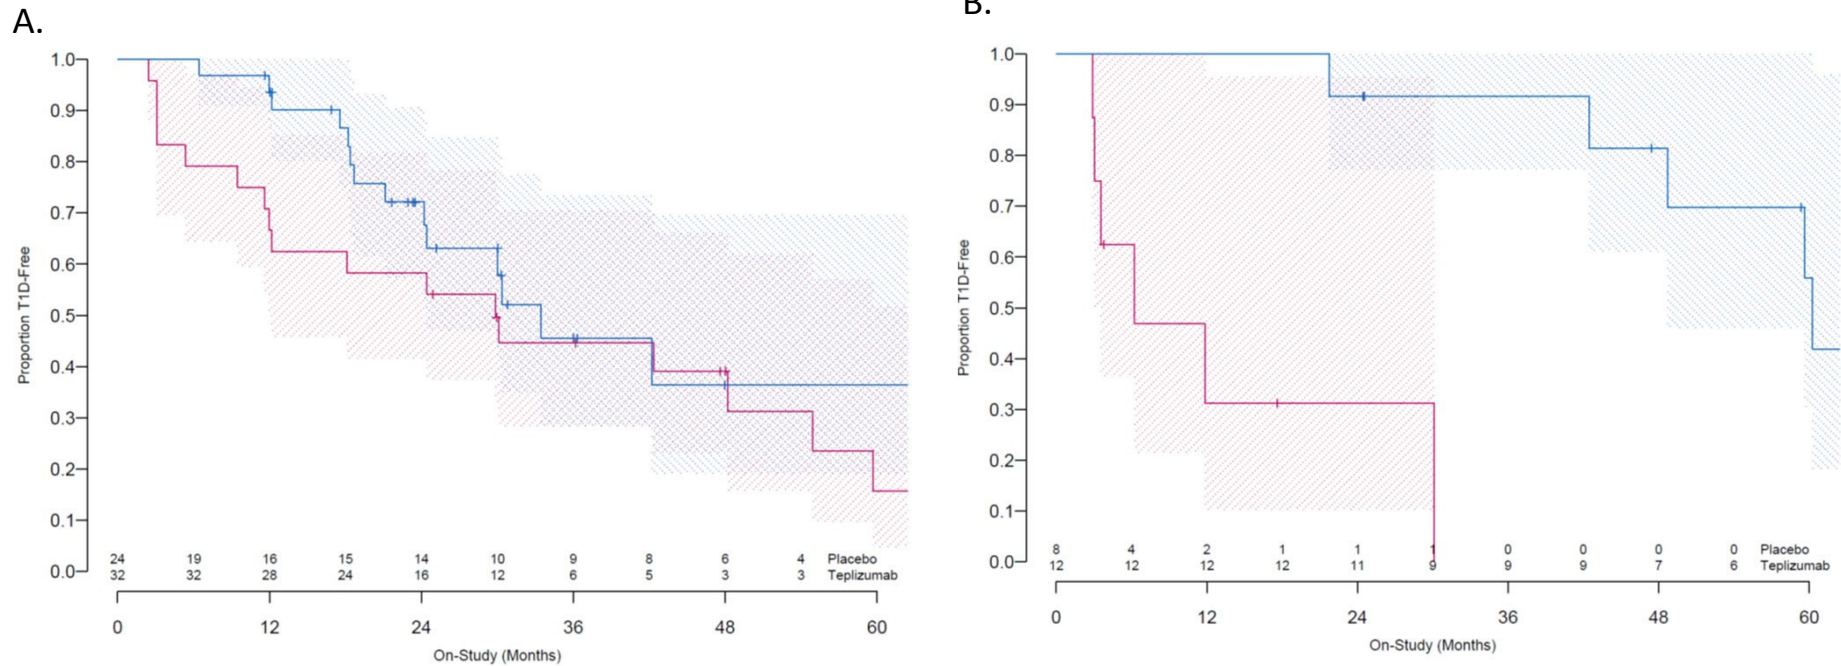 A.
1.0
0.9
0.8
0.7
0.6
0.5
0.4
0.3
0.2
0.1
0.0
Proportion T1D-Free
24 19 16 15 14 10 9 8 6 4 Placebo
32 32 28 24 16 12 6 5 3 3 Teplizumab
0 12 24 36 48 60
On-Study (Months)
B.
1.0
0.9
0.8
0.7
0.6
0.5
0.4
0.3
0.2
0.1
0.0
Proportion T1D-Free
8 4 2 1 1 1 0 0 0 0 Placebo
12 12 12 12 11 9 9 9 7 6 Teplizumab
0 12 24 36 48 60
On-Study (Months)